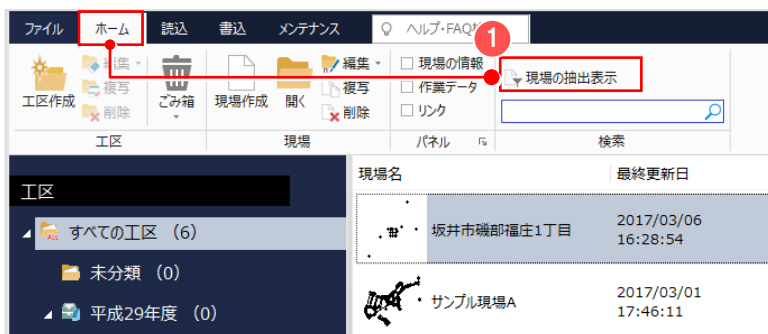 ファイル ホーム 読込 書込 メンテナンス ヘルプ・FAQ
1
工区作成 編集 複写 削除 ごみ箱 現場作成 開く 編集 複写 削除 現場の情報 作業データ リンク 現場の抽出表示
工区 現場 パネル 検索
工区 現場名 最終更新日
すべての工区 (6)
ALL
坂井市磯部福庄1丁目 2017/03/06
16:28:54
未分類 (0)
サンプル現場A 2017/03/01
17:46:11
平成29年度 (0)